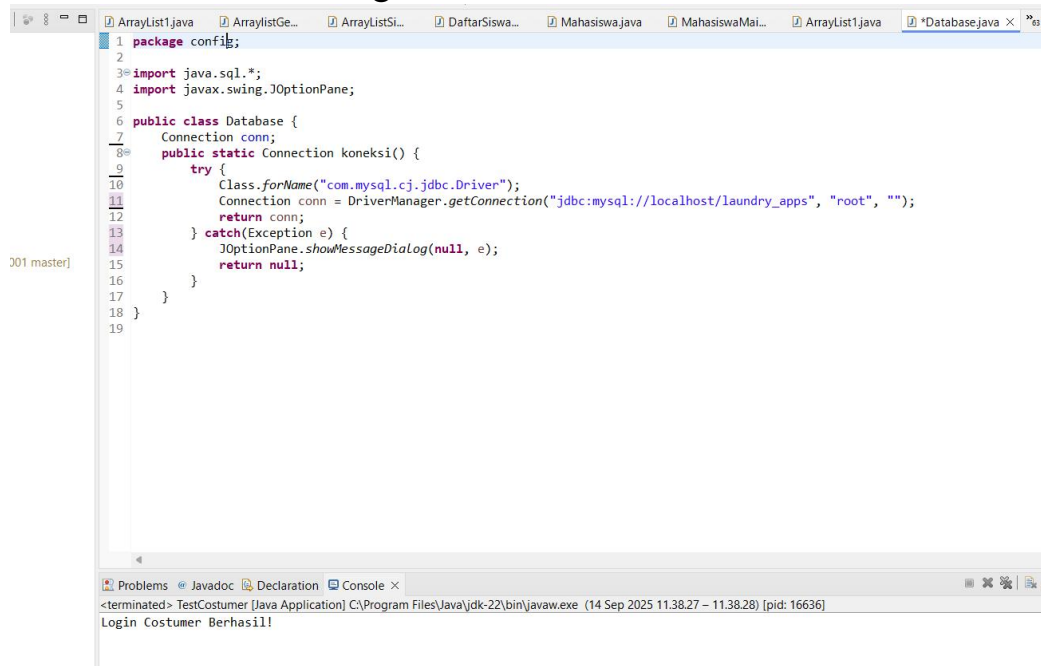 ArrayList1.java ArraylistGe... ArrayListSi... DaftarSiswa... Mahasiswa.java MahasiswaMai... ArrayList1.java *Database.java 63
1 package config;
2
3 import java.sql.*;
4 import javax.swing.JOptionPane;
5
6 public class Database {
7 Connection conn;
8 public static Connection koneksi() {
9 try {
10 Class.forName("com.mysql.cj.jdbc.Driver");
11 Connection conn = DriverManager.getConnection("jdbc:mysql://localhost/laundry_apps", "root", "");
12 return conn;
13 } catch(Exception e) {
14 JOptionPane.showMessageDialog(null, e);
001 master]
15 return null;
16 }
17 }
18 }
19
Problems Javadoc Declaration Console
<terminated> TestCostumer [Java Application] C:\Program Files\Java\jdk-22\bin\javaw.exe (14 Sep 2025 11.38.27 – 11.38.28) [pid: 16636]
Login Costumer Berhasil!